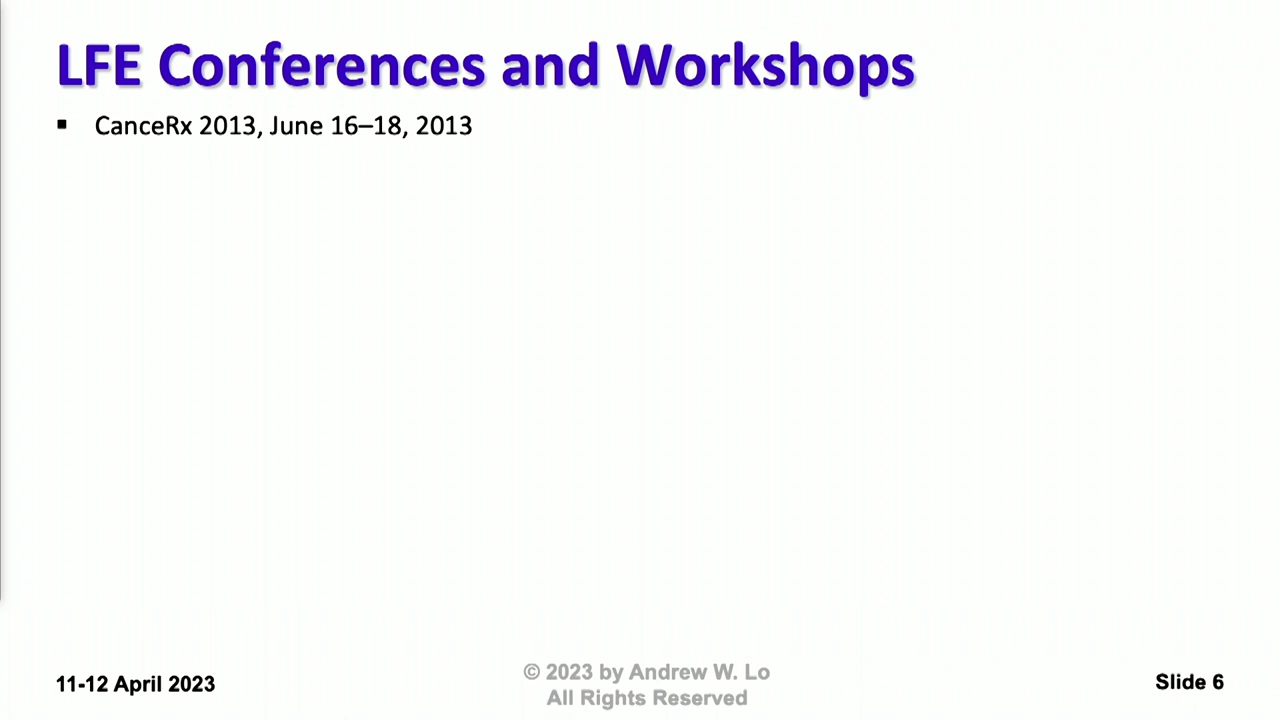 LFE Conferences and Workshops
▪ CanceRx 2013, June 16–18, 2013
11-12 April 2023
© 2023 by Andrew W. Lo
All Rights Reserved
Slide 6